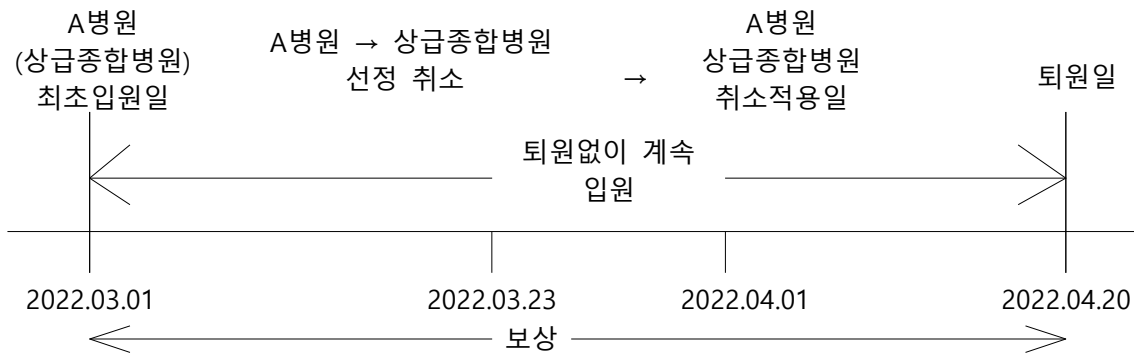 A병원
(상급종합병원)
최초입원일
A병원 → 상급종합병원
선정 취소
→
A병원
상급종합병원
취소적용일
퇴원일
퇴원없이 계속
입원
2022.03.01
2022.03.23
2022.04.01
2022.04.20
보상